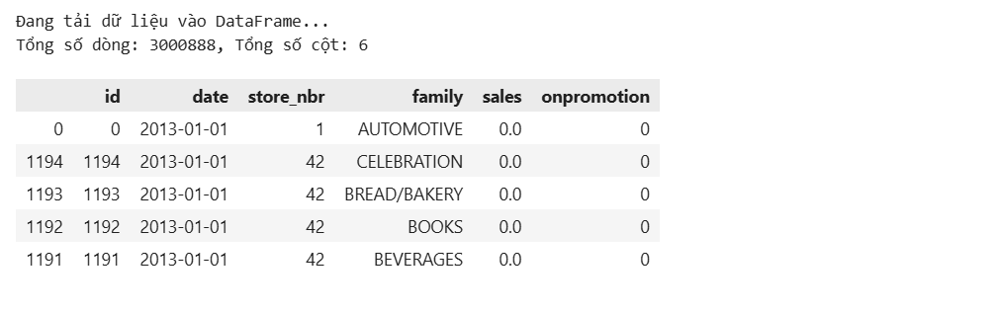 Đang tải dữ liệu vào DataFrame...
Tổng số dòng: 3000888, Tổng số cột: 6
id date store_nbr family sales onpromotion
0 0 2013-01-01 1 AUTOMOTIVE 0.0 0
1194 1194 2013-01-01 42 CELEBRATION 0.0 0
1193 1193 2013-01-01 42 BREAD/BAKERY 0.0 0
1192 1192 2013-01-01 42 BOOKS 0.0 0
1191 1191 2013-01-01 42 BEVERAGES 0.0 0